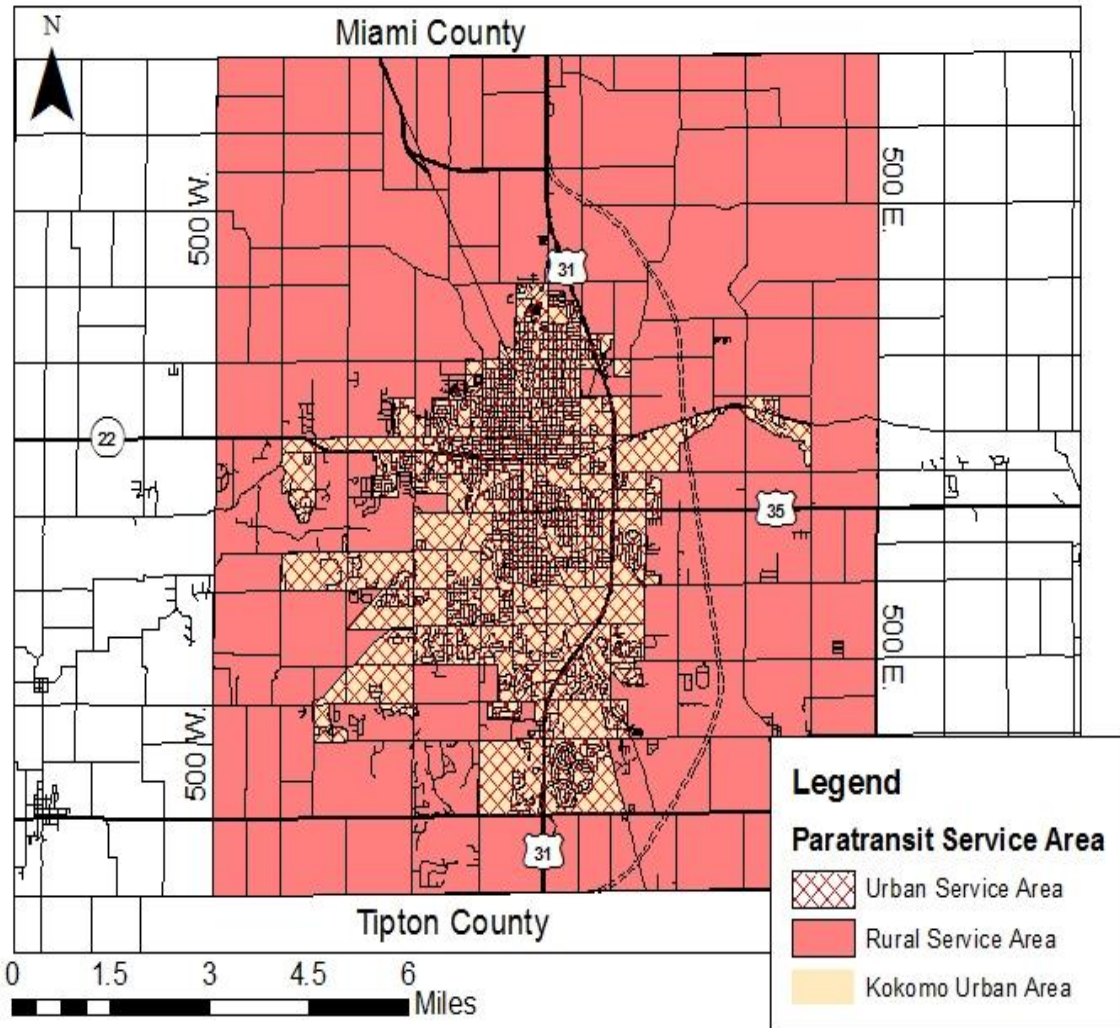 N
Miami County
500 W.
500 E.
31
22
35
500 E.
500 W.
31
Tipton County
0 1.5 3 4.5 6
Miles
Legend
Paratransit Service Area
Urban Service Area
Rural Service Area
Kokomo Urban Area